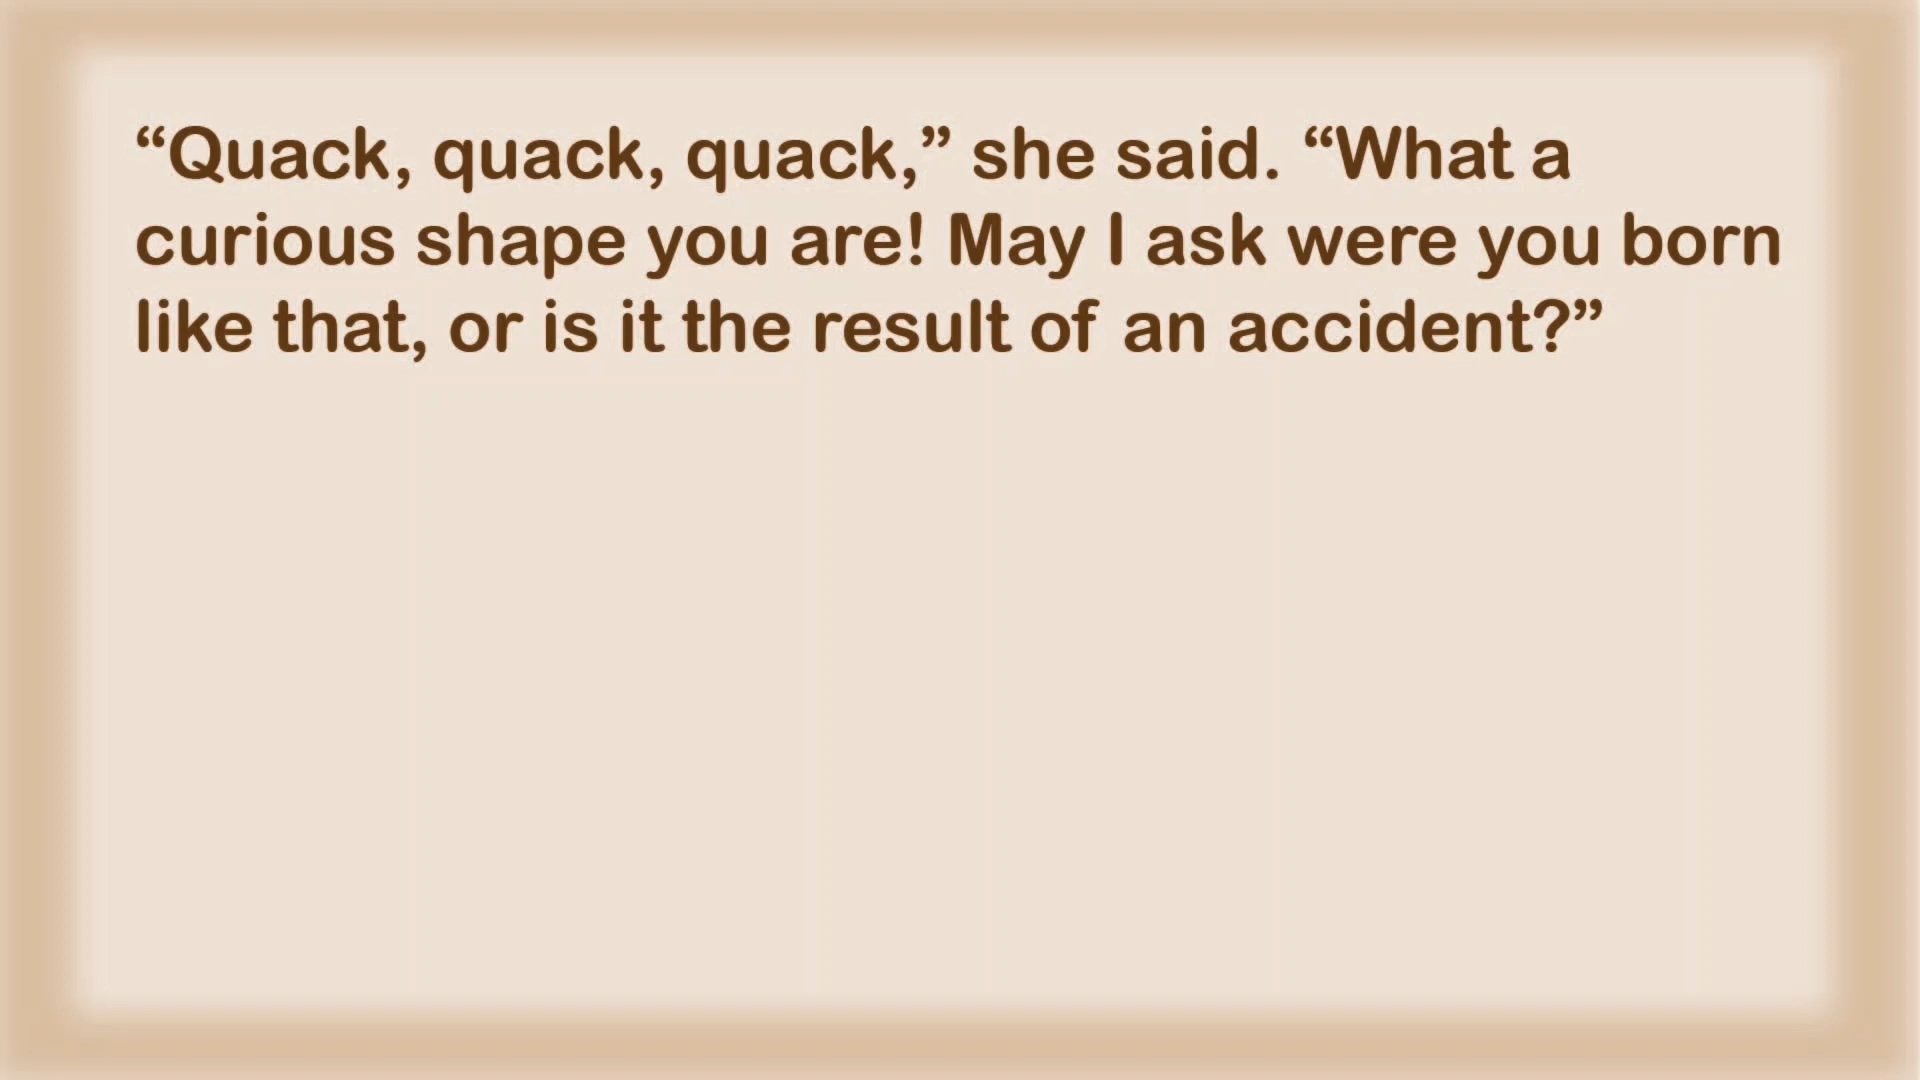 “Quack, quack, quack,” she said. “What a
curious shape you are! May I ask were you born
like that, or is it the result of an accident?”